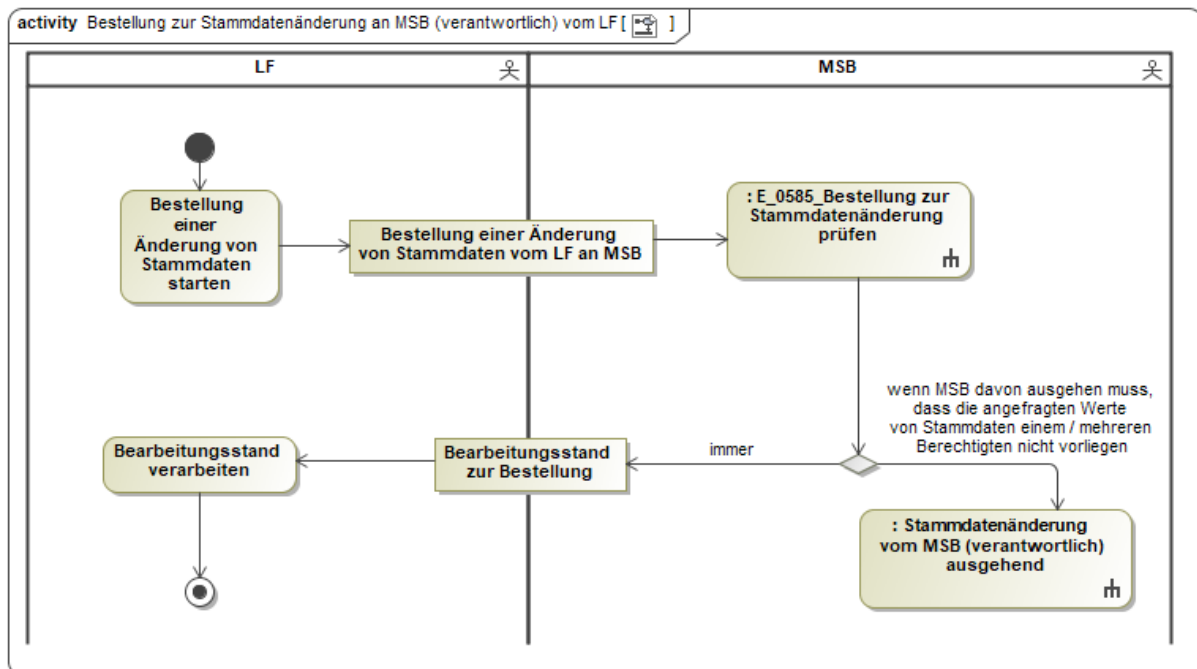 activity Bestellung zur Stammdatenänderung an MSB (verantwortlich) vom LF [ ]
LF
MSB
Bestellung
einer
Änderung von
Stammdaten
starten
Bestellung einer Änderung
von Stammdaten vom LF an MSB
: E_0585_Bestellung zur
Stammdatenänderung
prüfen
wenn MSB davon ausgehen muss,
dass die angefragten Werte
von Stammdaten einem / mehreren
Berechtigten nicht vorliegen
immer
Bearbeitungsstand
zur Bestellung
Bearbeitungsstand
verarbeiten
: Stammdatenänderung
vom MSB (verantwortlich)
ausgehend